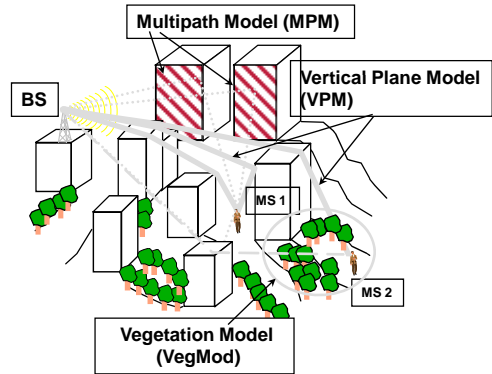 Multipath Model (MPM)
BS
Vertical Plane Model
(VPM)
MS 1
MS 2
Vegetation Model
(VegMod)